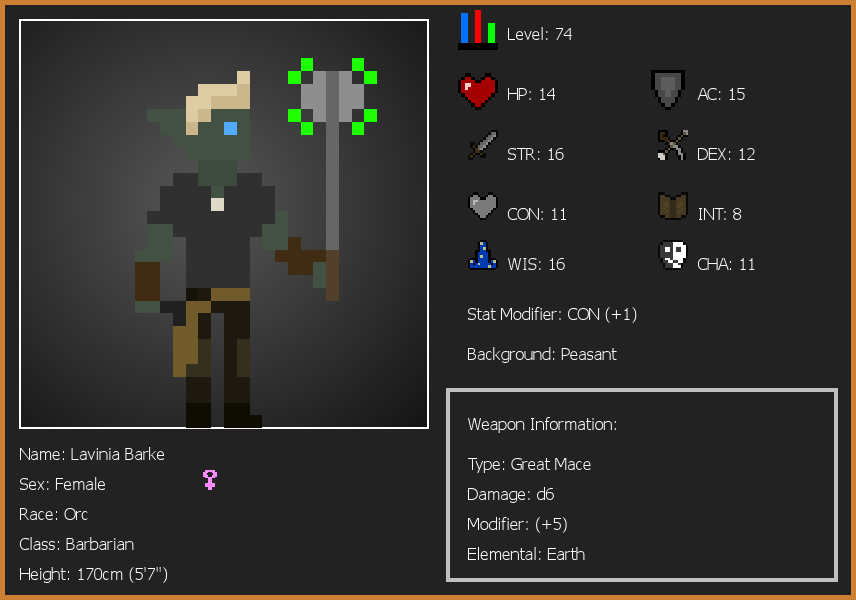 Level: 74
HP: 14
AC: 15
STR: 16
DEX: 12
CON: 11
INT: 8
WIS: 16
CHA: 11
Stat Modifier: CON (+1)
Background: Peasant
Weapon Information:
Type: Great Mace
Damage: d6
Modifier: (+5)
Elemental: Earth
Name: Lavinia Barke
Sex: Female
Race: Orc
Class: Barbarian
Height: 170cm (5'7")